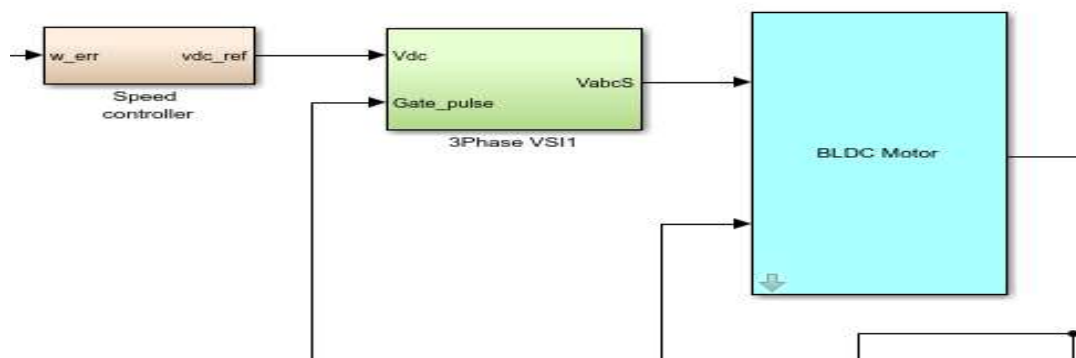 w_err
vdc_ref
Speed
controller
Vdc
Gate_pulse
VabcS
3Phase VSI1
BLDC Motor